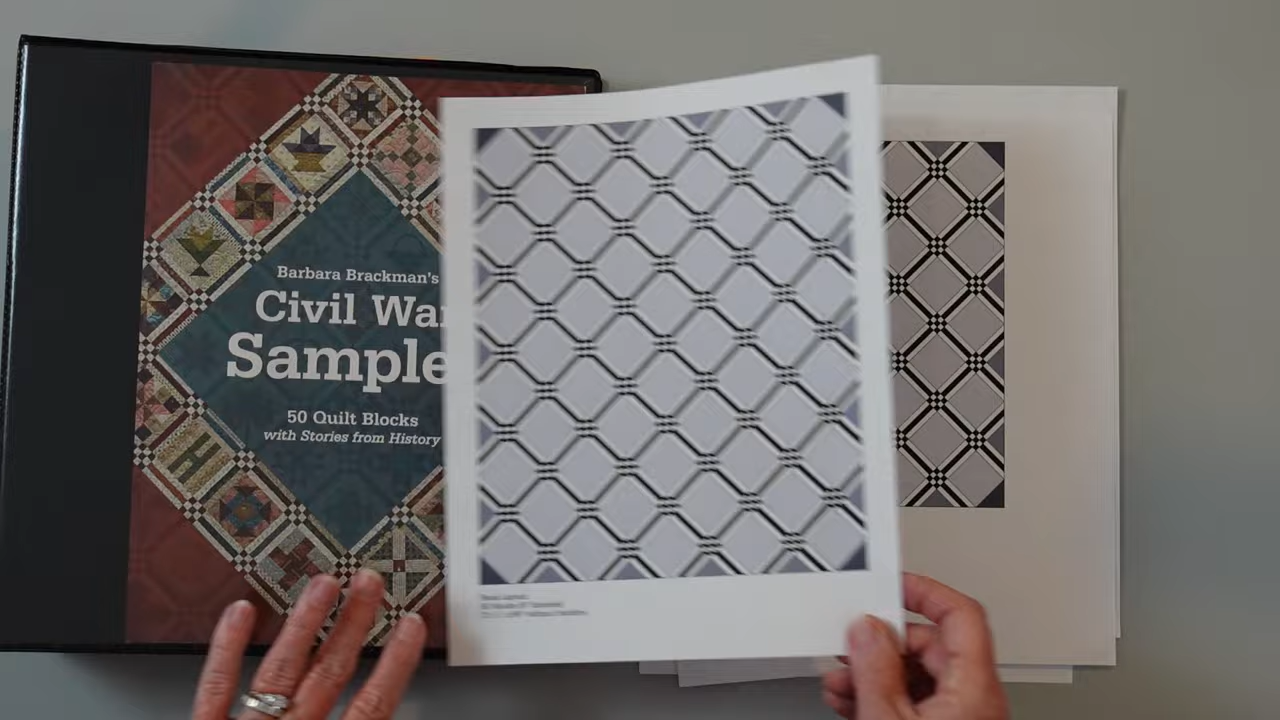 Barbara Brackman's
Civil War
Sample
50 Quilt Blocks
with Stories from History